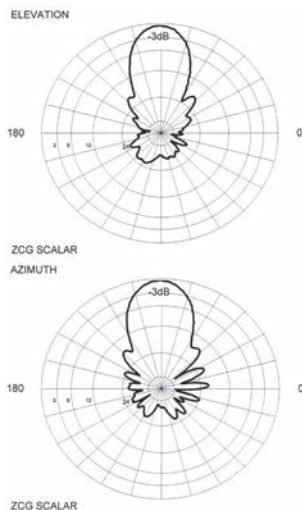 ELEVATION
-3dB
180
0
3 6 12 24
ZCG SCALAR
AZIMUTH
-3dB
180
0
3 6 12 24
ZCG SCALAR